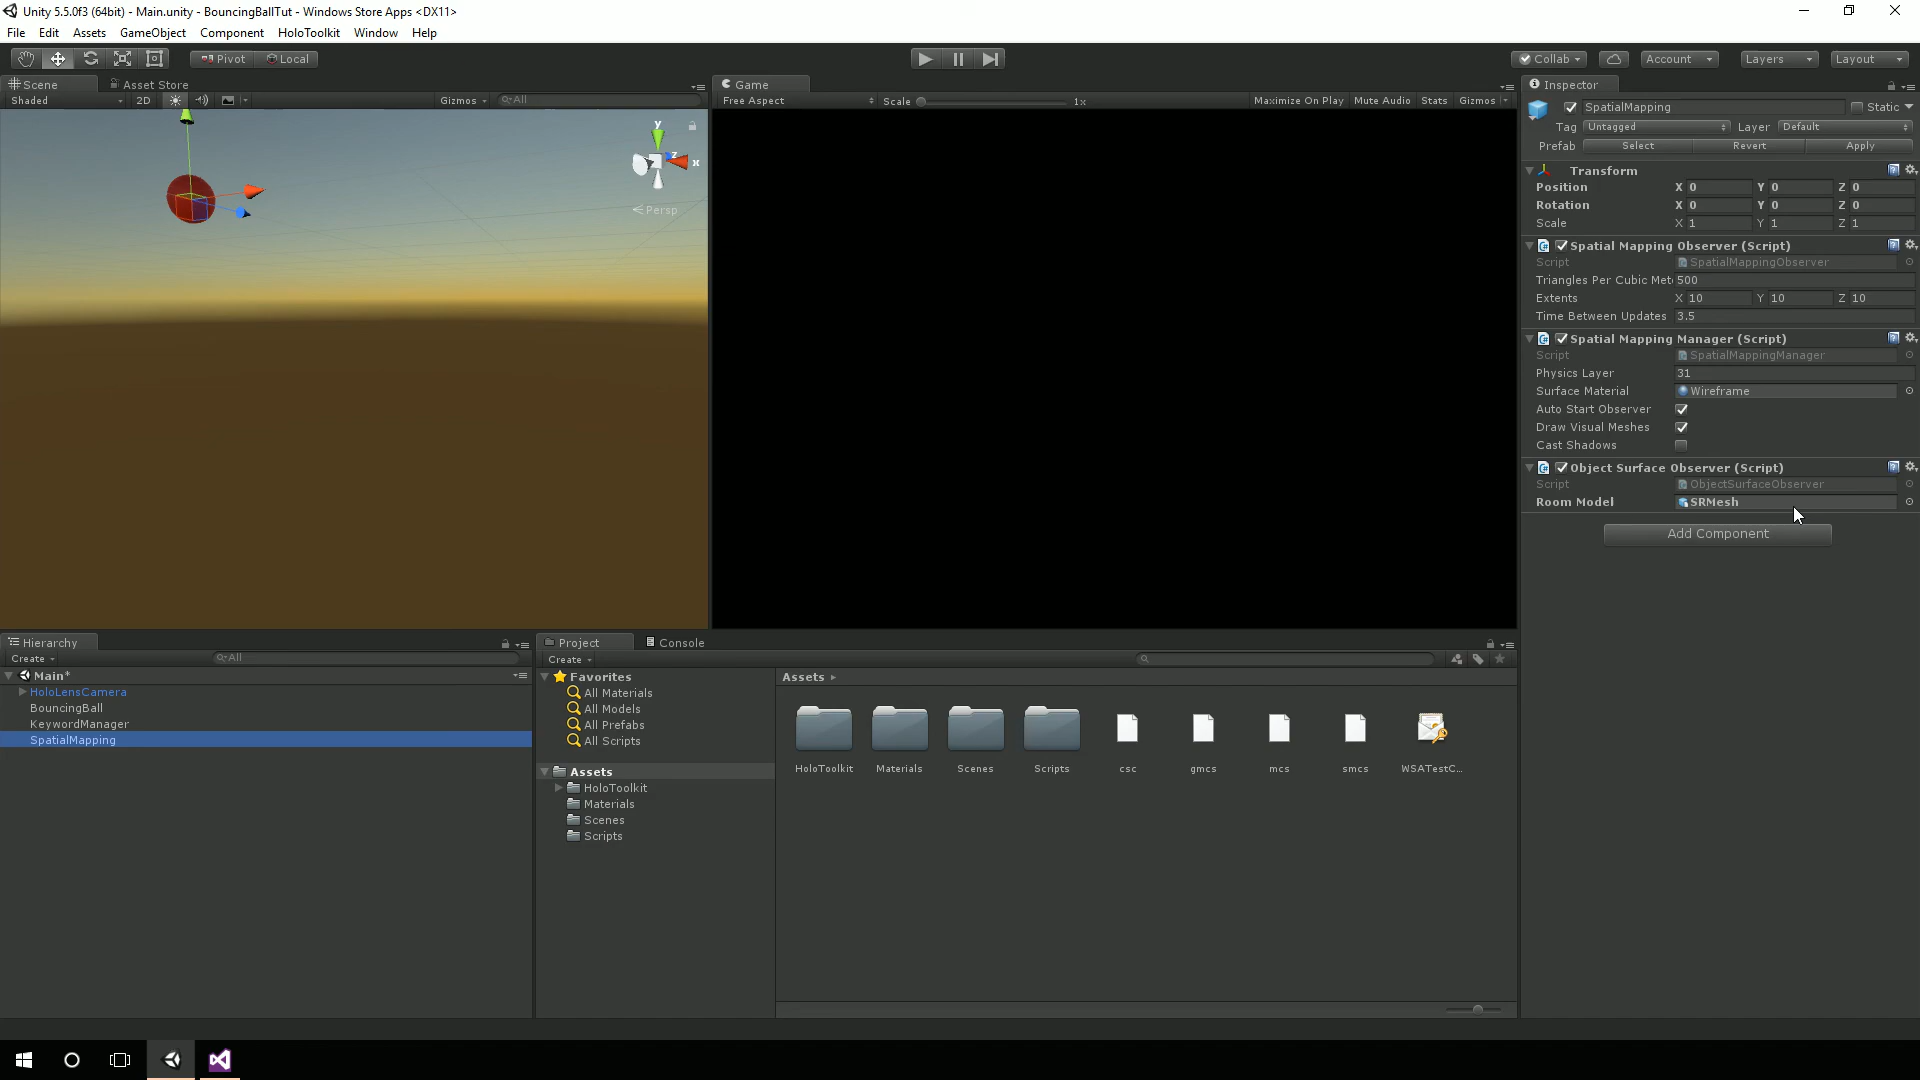 Unity 5.5.0f3 (64bit) - Main.unity - BouncingBallTut - Windows Store Apps <DX11>
File Edit Assets GameObject Component HoloToolkit Window Help
Pivot Local
Collab Account Layers Layout
Scene Asset Store
Shaded 2D Gizmos All
y
z
x
Persp
Game
Free Aspect Scale 1x Maximize On Play Mute Audio Stats Gizmos
Inspector
SpatialMapping Static
Tag Untagged Layer Default
Prefab Select Revert Apply
Transform
Position X 0 Y 0 Z 0
Rotation X 0 Y 0 Z 0
Scale X 1 Y 1 Z 1
Spatial Mapping Observer (Script)
Script SpatialMappingObserver
Triangles Per Cubic Met 500
Extents X 10 Y 10 Z 10
Time Between Updates 3.5
Spatial Mapping Manager (Script)
Script SpatialMappingManager
Physics Layer 31
Surface Material Wireframe
Auto Start Observer
Draw Visual Meshes
Cast Shadows
Object Surface Observer (Script)
Script ObjectSurfaceObserver
Room Model SRMesh
Add Component
Hierarchy
Create All
Main*
HoloLensCamera
BouncingBall
KeywordManager
SpatialMapping
Project Console
Create
Favorites
All Materials
All Models
All Prefabs
All Scripts
Assets
HoloToolkit
Materials
Scenes
Scripts
Assets
HoloToolkit Materials Scenes Scripts csc gmcs mcs smcs WSATestC...